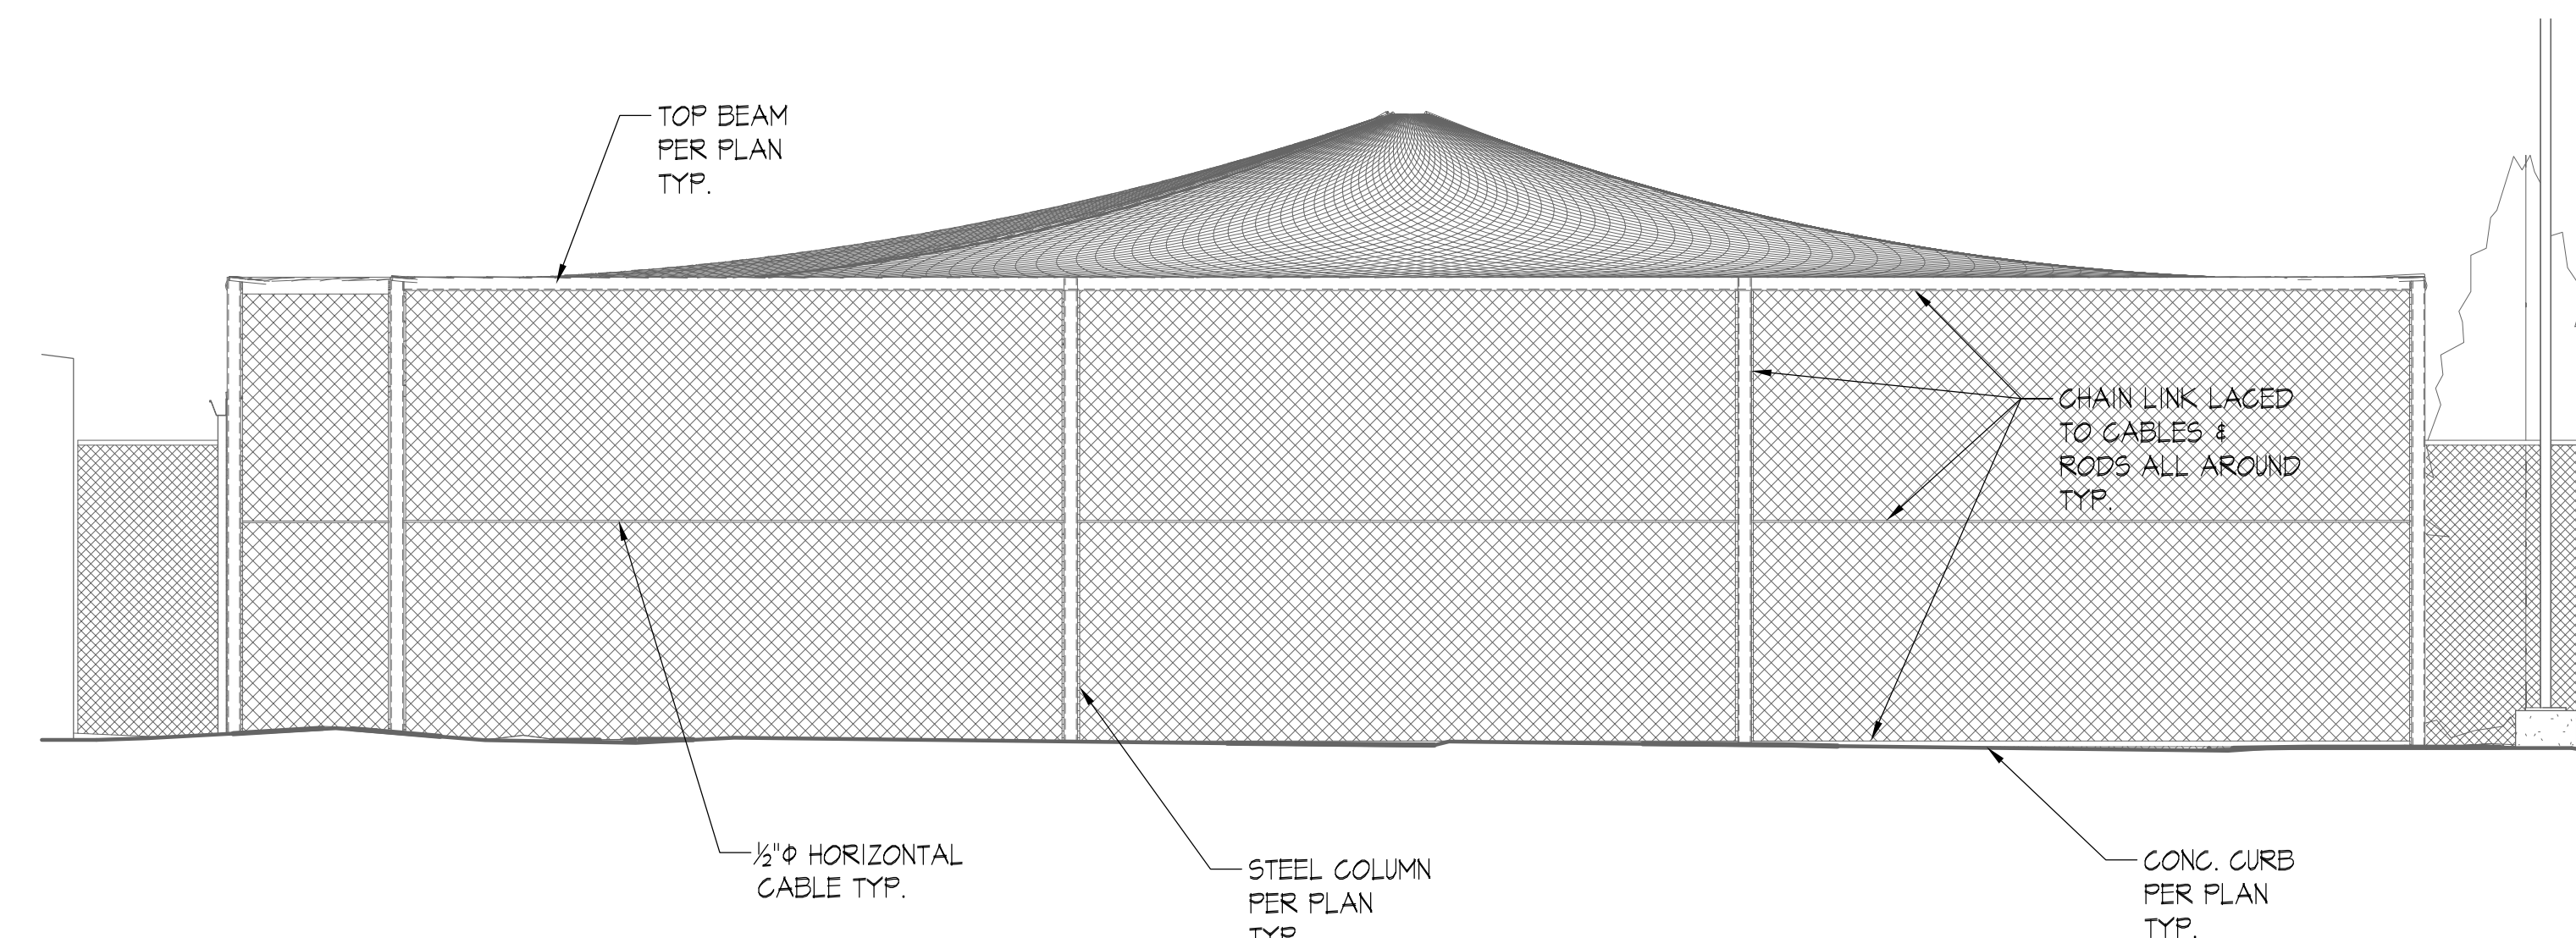 TOP BEAM
PER PLAN
TYP.
CHAIN LINK LACED
TO CABLES &
RODS ALL AROUND
TYP.
½"Φ HORIZONTAL
CABLE TYP.
STEEL COLUMN
PER PLAN
TYP
CONC. CURB
PER PLAN
TYP.